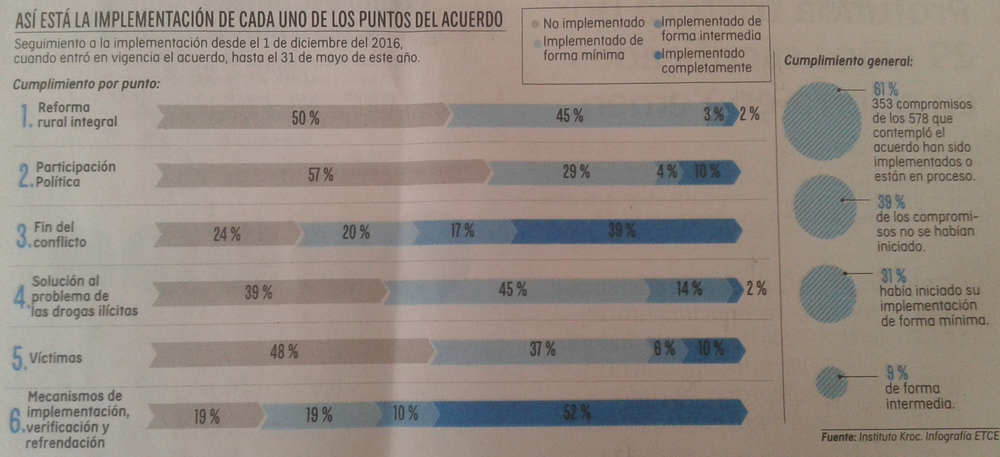 ASÍ ESTÁ LA IMPLEMENTACIÓN DE CADA UNO DE LOS PUNTOS DEL ACUERDO
Seguimiento a la implementación desde el 1 de diciembre del 2016,
cuando entró en vigencia el acuerdo, hasta el 31 de mayo de este año.
No implementado
Implementado de
forma mínima
Implementado de
forma intermedia
Implementado
completamente
Cumplimiento por punto:
1. Reforma
rural integral
50 % 45 % 3 % 2 %
2. Participación
Política
57 % 29 % 4 % 10 %
3. Fin del
conflicto
24 % 20 % 17 % 39 %
4. Solución al
problema de
las drogas ilícitas
39 % 45 % 14 % 2 %
5. Víctimas
48 % 37 % 6 % 10 %
6. Mecanismos de
implementación,
verificación y
refrendación
19 % 19 % 10 % 52 %
Cumplimiento general:
61 %
353 compromisos
de los 578 que
contempló el
acuerdo han sido
implementados o
están en proceso.
39 %
de los compromi-
sos no se habían
iniciado.
31 %
había iniciado su
implementación
de forma mínima.
9 %
de forma
intermedia.
Fuente: Instituto Kroc. Infografía ETCE